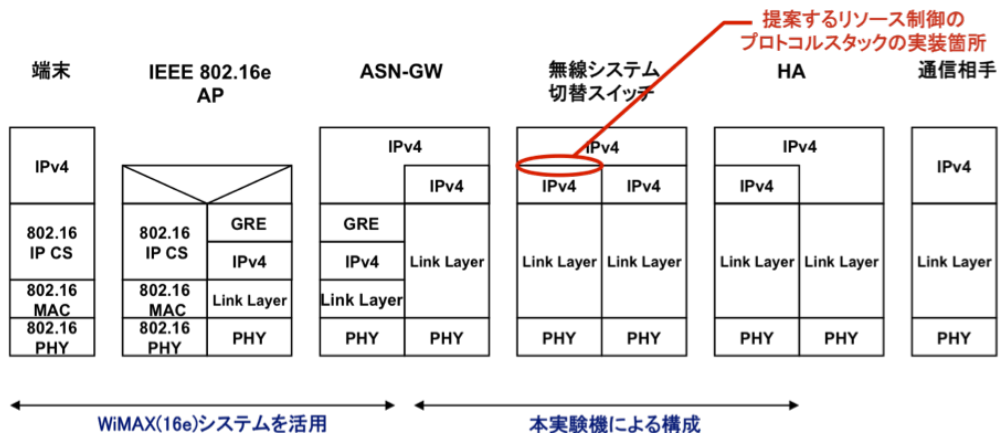 提案するリソース制御の
プロトコルスタックの実装箇所
端末
IEEE 802.16e
AP
ASN-GW
無線システム
切替スイッチ
HA
通信相手
IPv4
802.16
IP CS
802.16
MAC
802.16
PHY
802.16
IP CS
802.16
MAC
802.16
PHY
GRE
IPv4
Link Layer
PHY
IPv4
IPv4
GRE
IPv4
Link Layer
Link Layer
PHY
PHY
IPv4
IPv4
IPv4
Link Layer
Link Layer
PHY
PHY
IPv4
IPv4
Link Layer
Link Layer
PHY
PHY
IPv4
Link Layer
PHY
WiMAX(16e)システムを活用
本実験機による構成